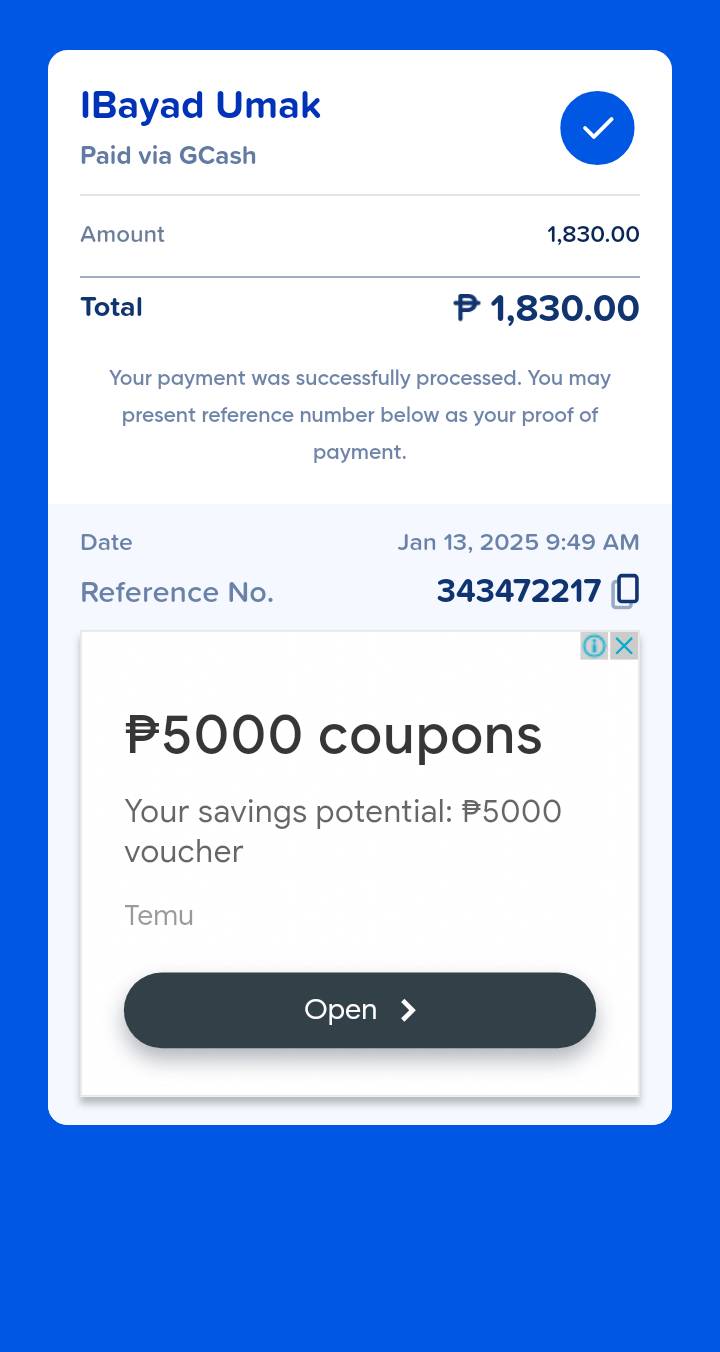 IBayad Umak
Paid via GCash
Amount 1,830.00
Total ₱ 1,830.00
Your payment was successfully processed. You may
present reference number below as your proof of
payment.
Date Jan 13, 2025 9:49 AM
Reference No. 343472217
₱5000 coupons
Your savings potential: ₱5000
voucher
Temu
Open